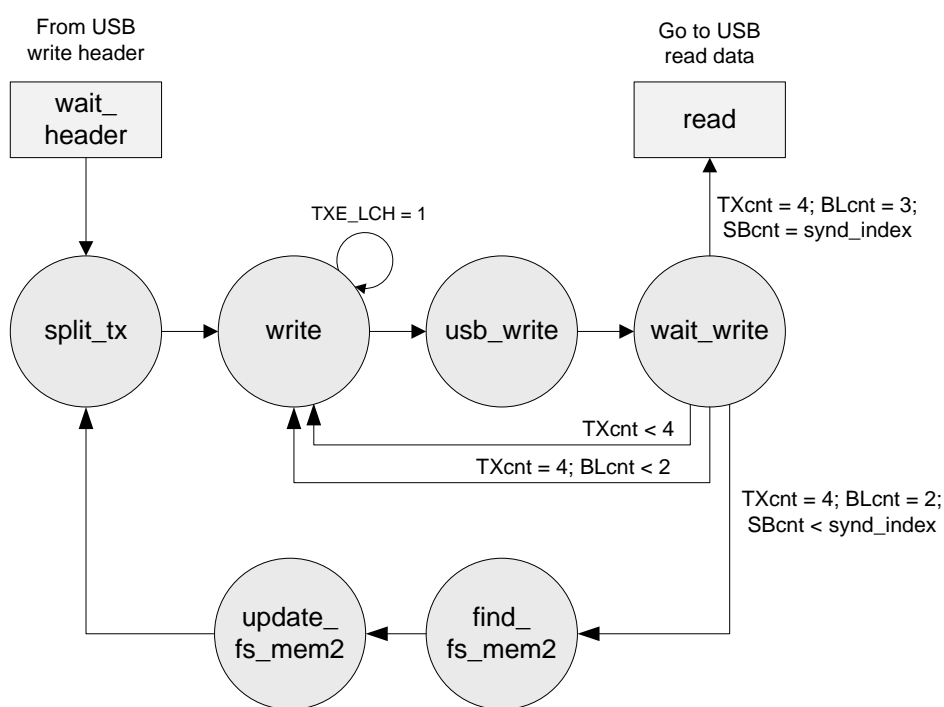 From USB
write header
Go to USB
read data
wait_
header
read
TXE_LCH = 1
TXcnt = 4; BLcnt = 3;
SBcnt = synd_index
split_tx
write
usb_write
wait_write
TXcnt < 4
TXcnt = 4; BLcnt < 2
TXcnt = 4; BLcnt = 2;
SBcnt < synd_index
update_
fs_mem2
find_
fs_mem2